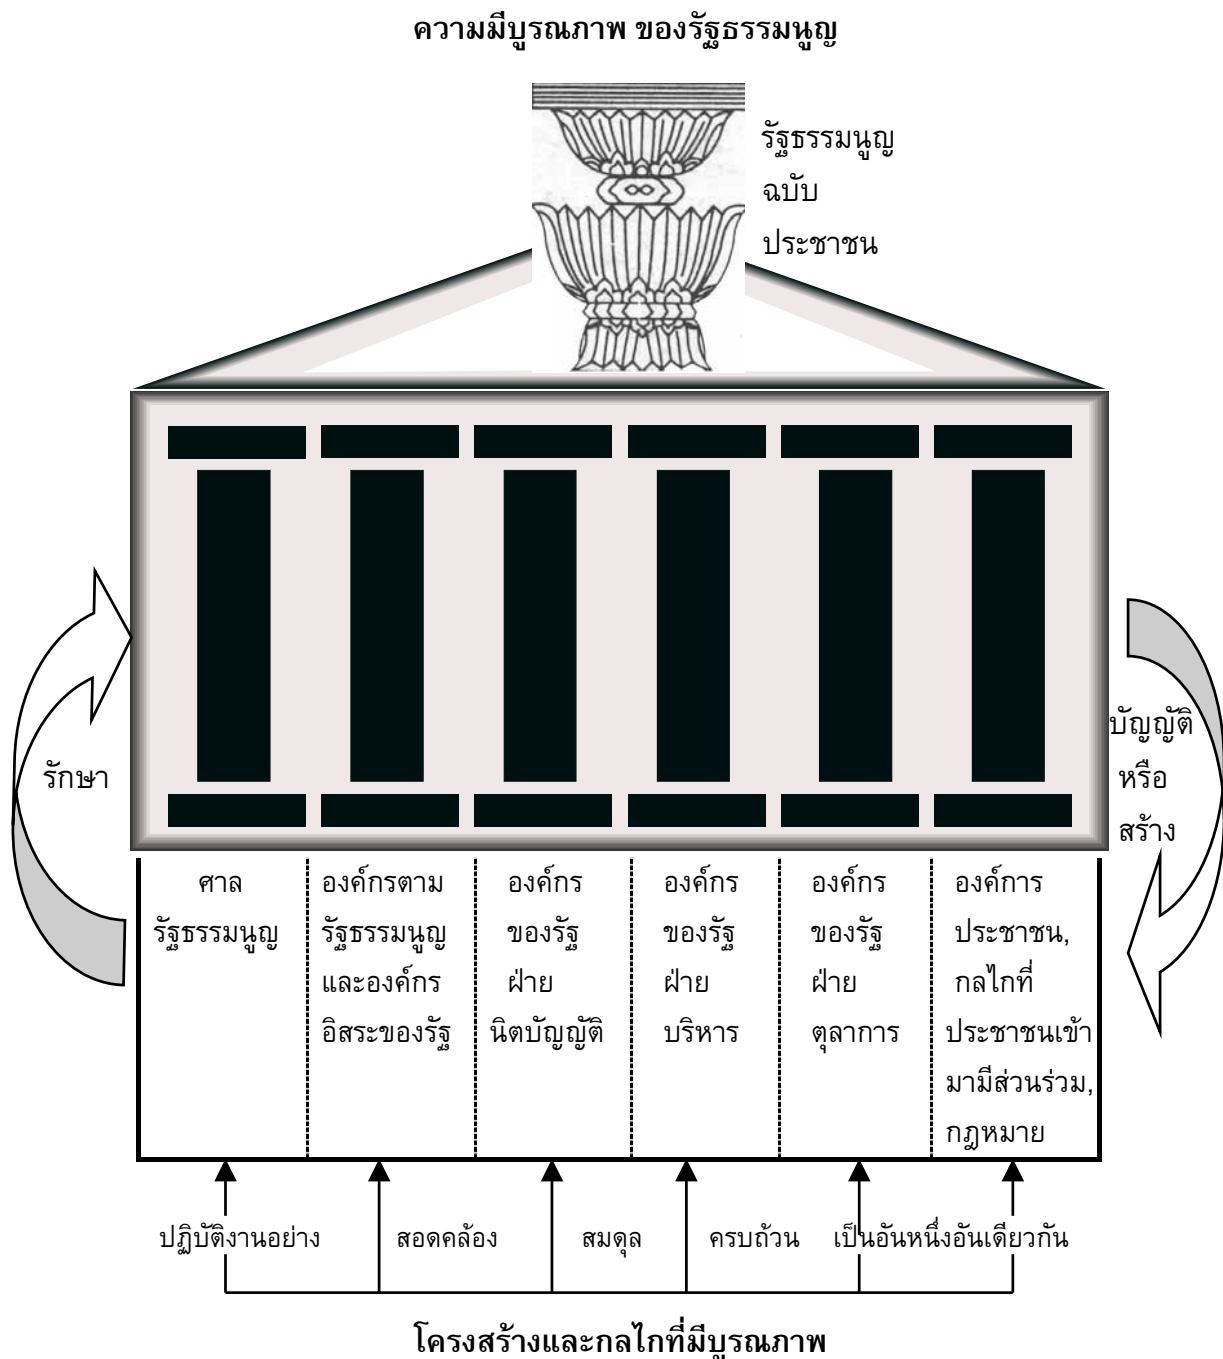 ความมีบูรณภาพ ของรัฐธรรมนูญ
รัฐธรรมนูญ
ฉบับ
ประชาชน
รักษา
บัญญัติ
หรือ
สร้าง
ศาล
รัฐธรรมนูญ
องค์กรตาม
รัฐธรรมนูญ
และองค์กร
อิสระของรัฐ
องค์กร
ของรัฐ
ฝ่าย
นิตบัญญัติ
องค์กร
ของรัฐ
ฝ่าย
บริหาร
องค์กร
ของรัฐ
ฝ่าย
ตุลาการ
องค์การ
ประชาชน,
กลไกที่
ประชาชนเข้า
มามีส่วนร่วม,
กฎหมาย
ปฏิบัติงานอย่าง สอดคล้อง สมดุล ครบถ้วน เป็นอันหนึ่งอันเดียวกัน
โครงสร้างและกลไกที่มีบูรณภาพ